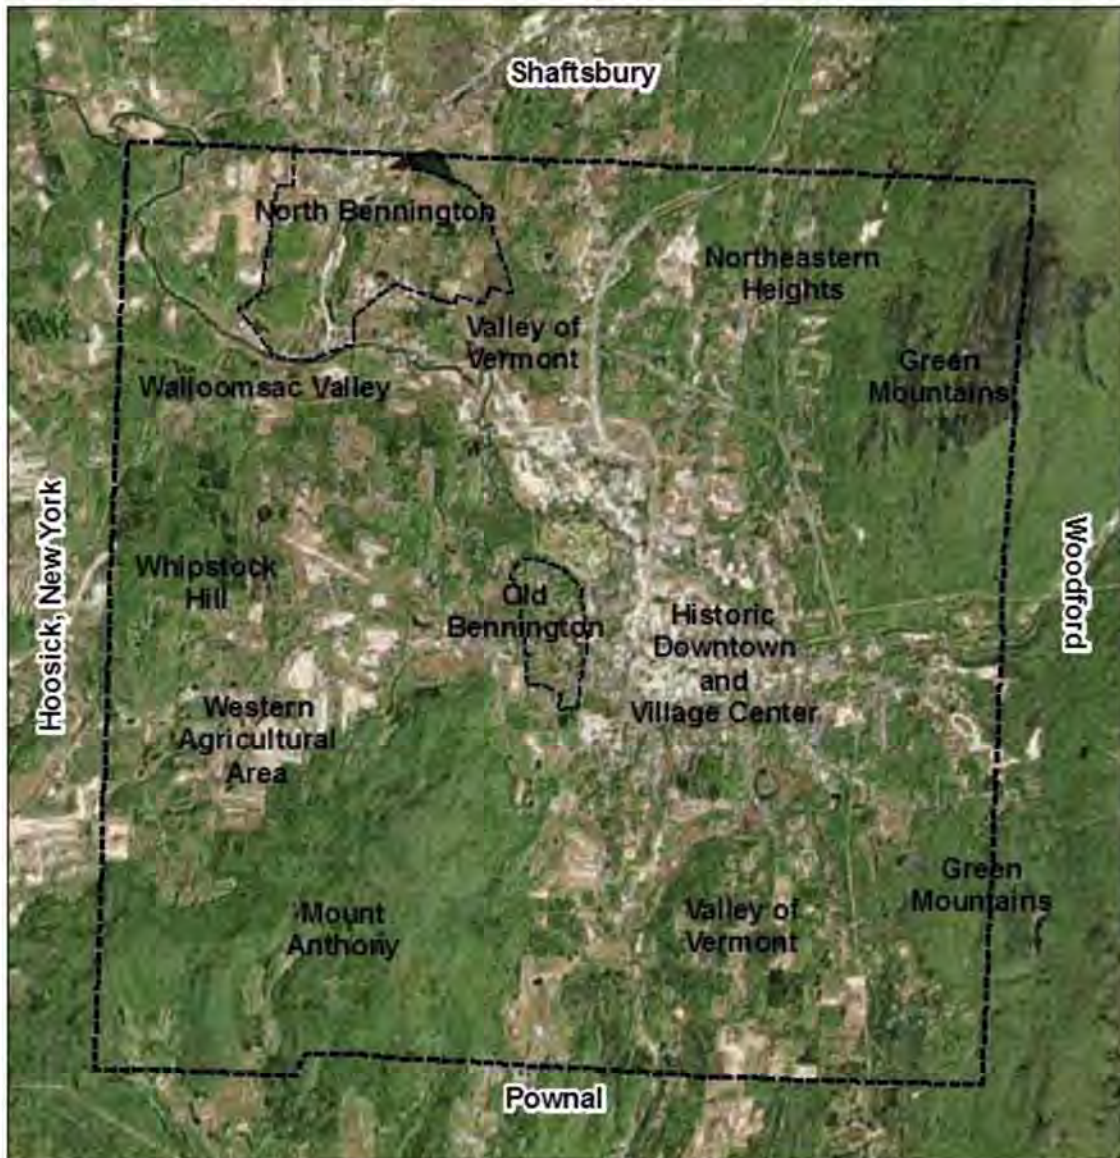 Shaftsbury
North Bennington
Northeastern
Heights
Valley of
Vermont
Green
Mountains
Walloomsac Valley
Hoosick, New York
Woodford
Whipstock
Hill
Old
Bennington
Historic
Downtown
and
Village Center
Western
Agricultural
Area
Green
Mountains
Mount
Anthony
Valley of
Vermont
Pownal